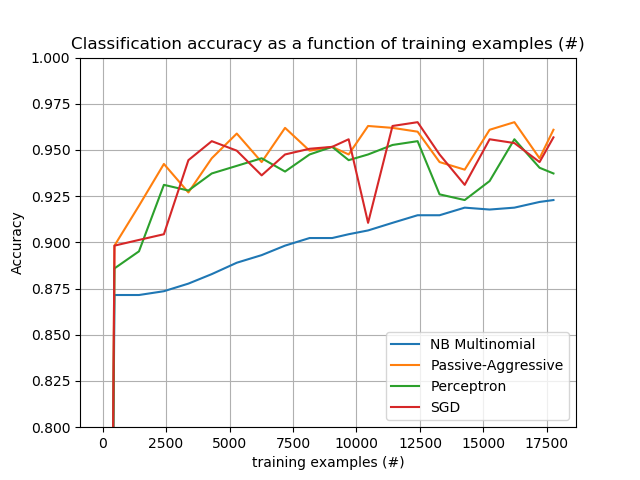 Classification accuracy as a function of training examples (#)
1.000
0.975
0.950
0.925
0.900
0.875
0.850
0.825
0.800
Accuracy
NB Multinomial
Passive-Aggressive
Perceptron
SGD
0 2500 5000 7500 10000 12500 15000 17500
training examples (#)